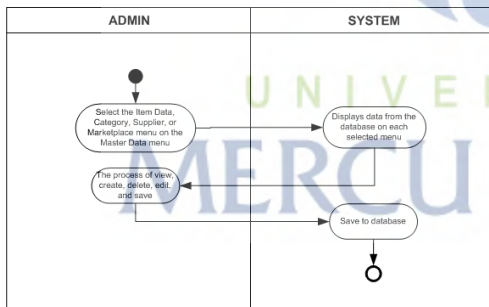 ADMIN
SYSTEM
Select the Item Data,
Category, Supplier, or
Marketplace menu on the
Master Data menu
Displays data from the
database on each
selected menu
The process of view,
create, delete, edit,
and save
Save to database
UNIVE
MERCU